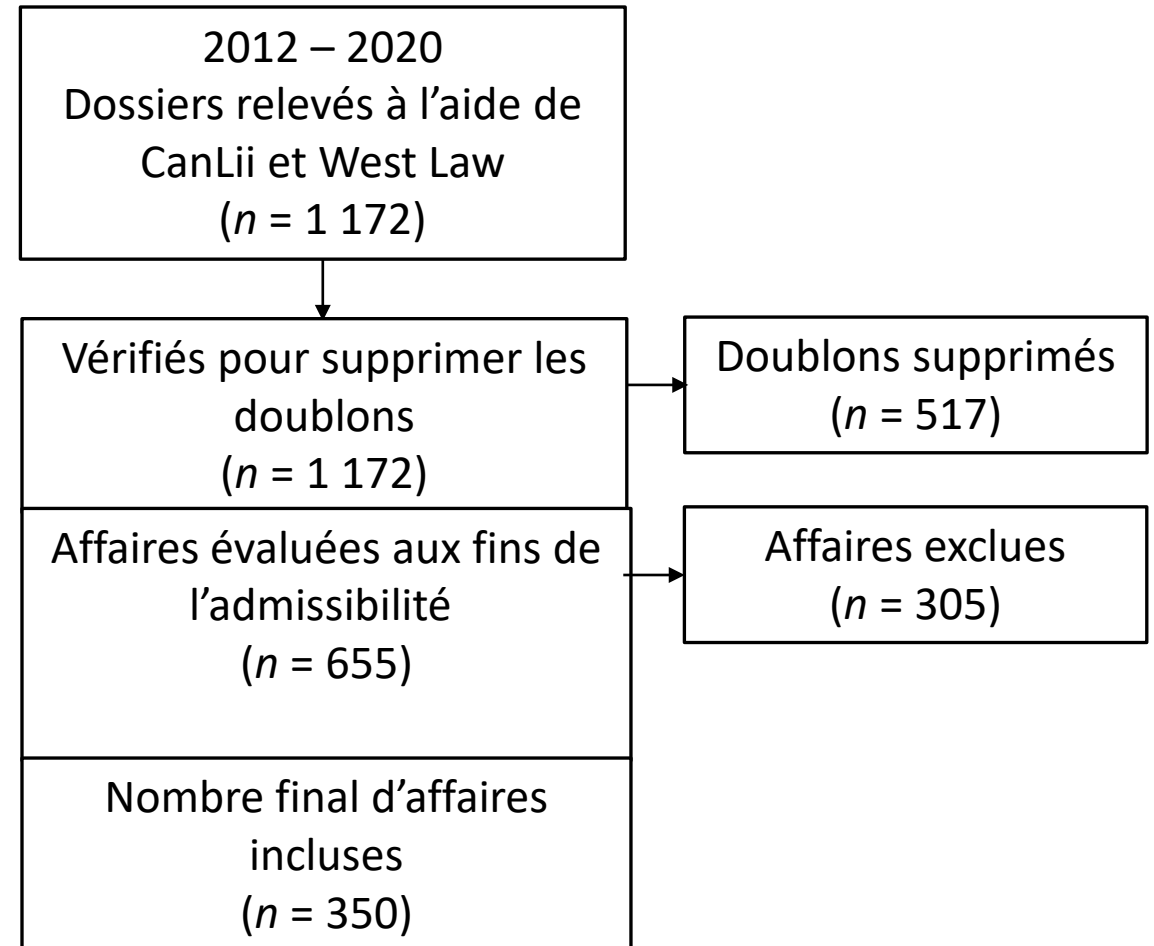 2012 – 2020
Dossiers relevés à l’aide de
CanLii et West Law
(n = 1 172)
Vérifiés pour supprimer les
doublons
(n = 1 172)
Doublons supprimés
(n = 517)
Affaires évaluées aux fins de
l’admissibilité
(n = 655)
Affaires exclues
(n = 305)
Nombre final d’affaires
incluses
(n = 350)